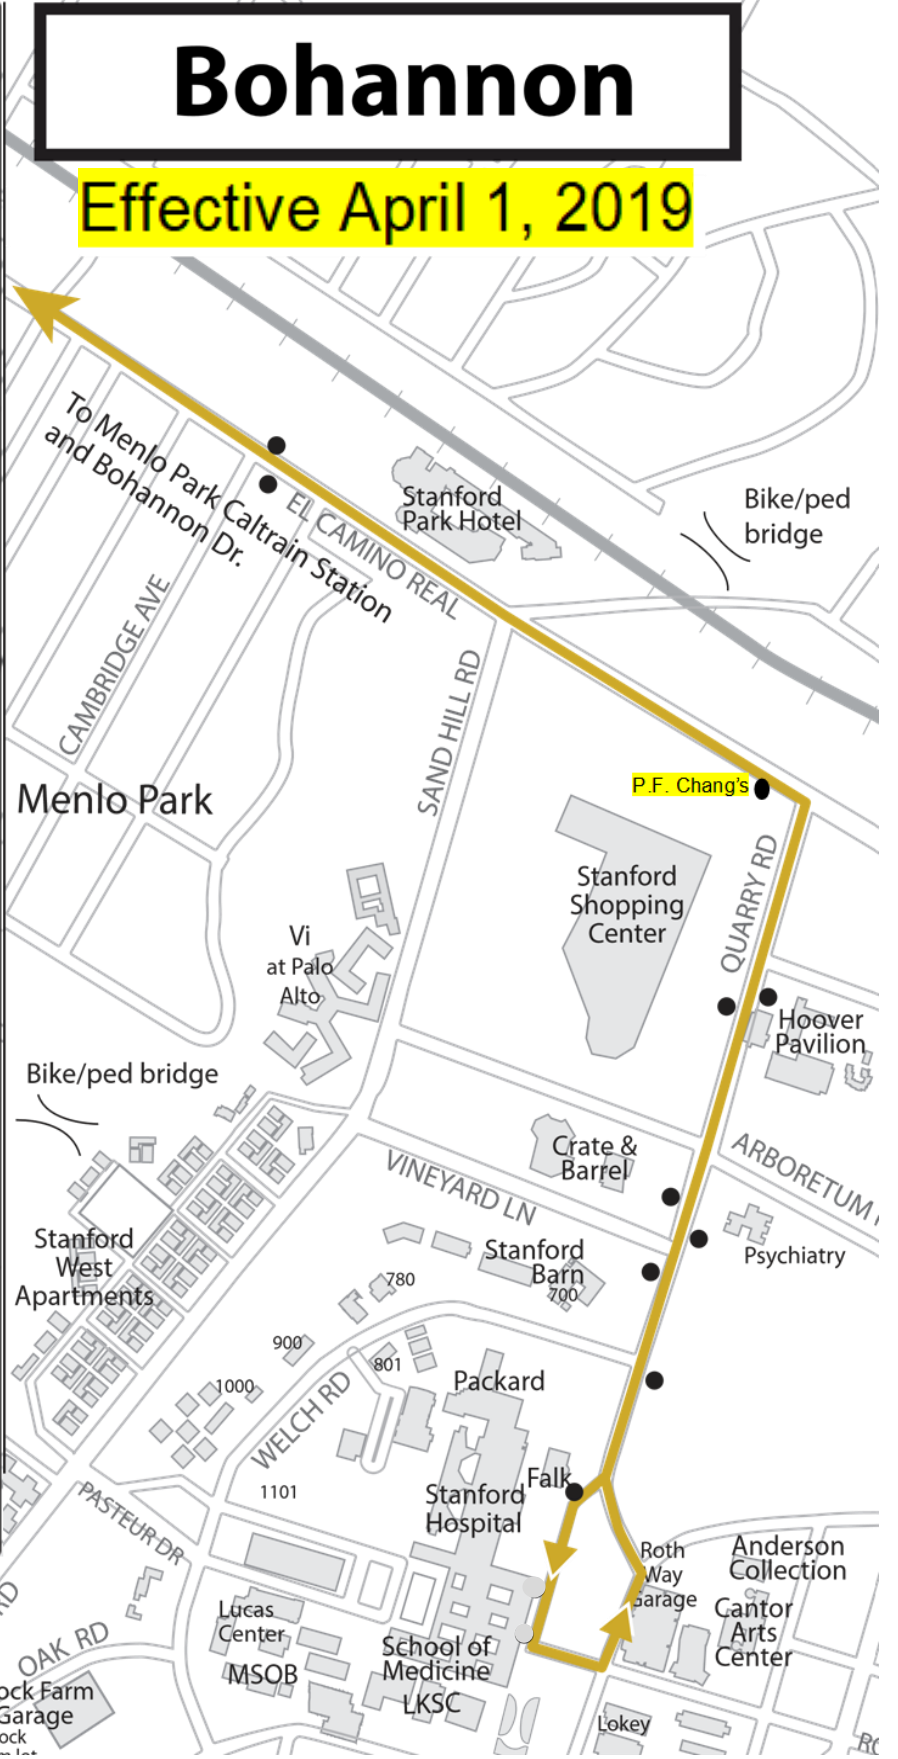 Bohannon
Effective April 1, 2019
To Menlo Park Caltrain Station
and Bohannon Dr.
EL CAMINO REAL
Stanford
Park Hotel
Bike/ped
bridge
CAMBRIDGE AVE
SAND HILL RD
P.F. Chang's
Menlo Park
Stanford
Shopping
Center
QUARRY RD
Vi
at Palo
Alto
Hoover
Pavilion
Bike/ped bridge
Crate &
Barrel
ARBORETUM
VINEYARD LN
Stanford
West
Apartments
Stanford
Barn
700
Psychiatry
780
900
801
1000
Packard
WELCH RD
1101
Falk
Stanford
Hospital
PASTEUR DR
Roth
Way
Garage
Anderson
Collection
Cantor
Arts
Center
Lucas
Center
School of
Medicine
MSOB
LKSC
RD
OAK RD
ock Farm
Garage
ock
Lokey